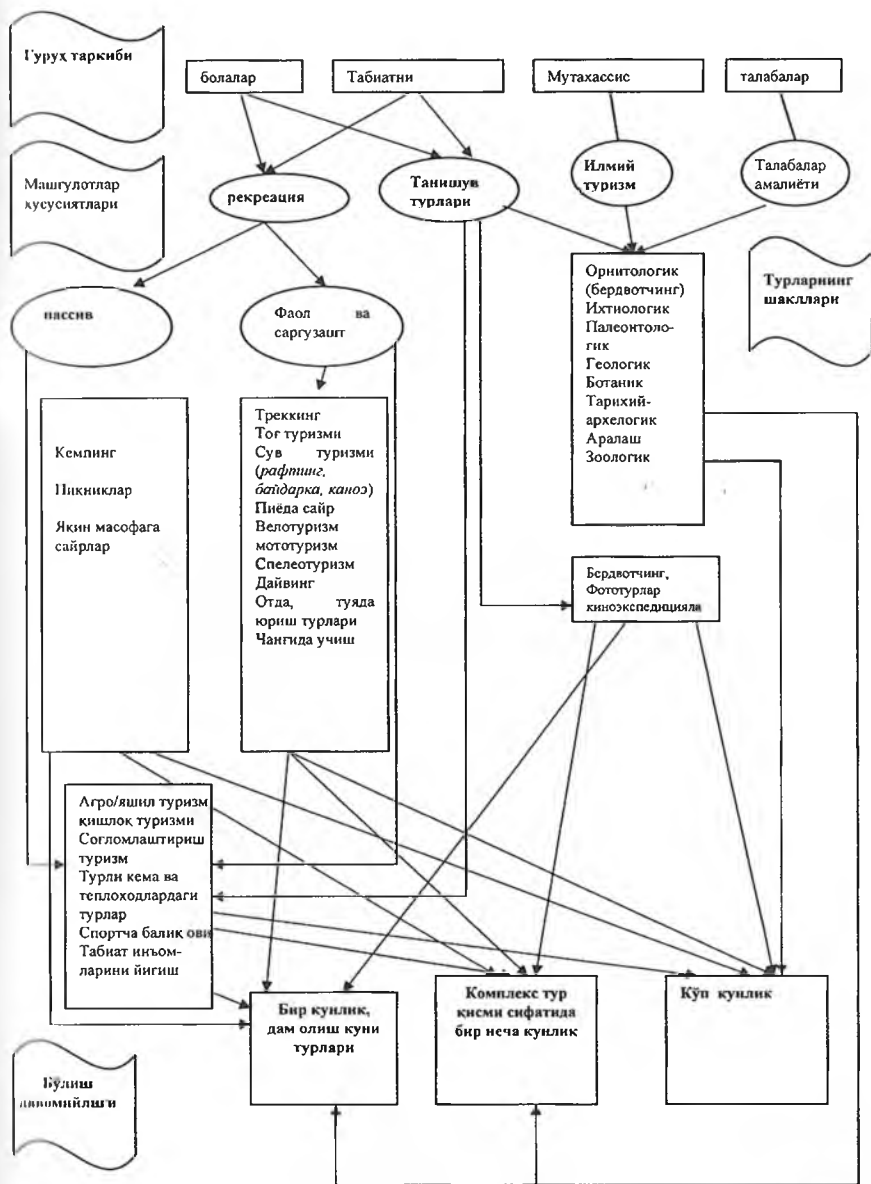 Гуруҳ таркиби
болалар
Табиатни
Мутахассис
талабалар
Машғулотлар
хусусиятлари
рекреация
Танишув
турлари
Илмий
туризм
Талабалар
амалиёти
Турларнинг
шакллари
пассив
Фаол ва
саргузашт
Орнитологик
(бердвотчинг)
Ихтиологик
Палеонтоло-
гик
Геологик
Ботаник
Тарихий-
архелогик
Аралаш
Зоологик
Кемпинг
Пикниклар
Яқин масофага
сайрлар
Треккинг
Тоғ туризми
Сув туризми
(рафтинг,
байдарка, каноэ)
Пиёда сайр
Велотуризм
мототуризм
Спелеотуризм
Дайвинг
Отда, туяда
юриш турлари
Чанғида учиш
Бердвотчинг,
Фототурлар
киноэкспедицияла
Агро/яшил туризм
қишлоқ туризми
Соғломлаштириш
туризм
Турли кема ва
теплоходлардаги
турлар
Спортча балиқ ови
Табиат инъом-
ларини йиғиш
Бир кунлик,
дам олиш куни
турлари
Комплекс тур
қисми сифатида
бир неча кунлик
Кўп кунлик
Бўлиш
давомийлиги